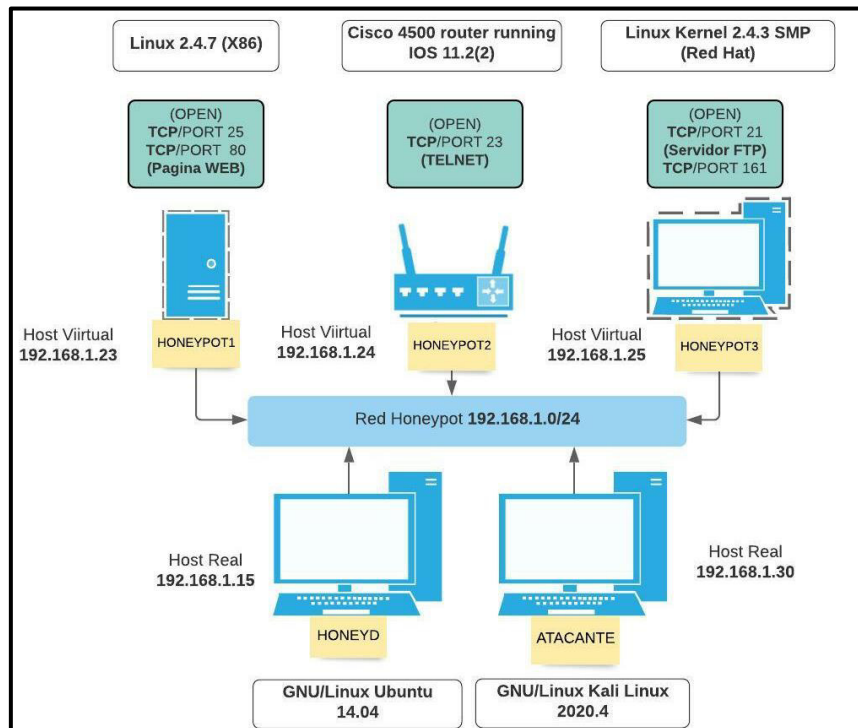 Linux 2.4.7 (X86)
Cisco 4500 router running
IOS 11.2(2)
Linux Kernel 2.4.3 SMP
(Red Hat)
(OPEN)
TCP/PORT 25
TCP/PORT 80
(Pagina WEB)
(OPEN)
TCP/PORT 23
(TELNET)
(OPEN)
TCP/PORT 21
(Servidor FTP)
TCP/PORT 161
Host Viirtual
192.168.1.23
HONEYPOT1
Host Viirtual
192.168.1.24
HONEYPOT2
Host Viirtual
192.168.1.25
HONEYPOT3
Red Honeypot 192.168.1.0/24
Host Real
192.168.1.15
HONEYD
GNU/Linux Ubuntu
14.04
Host Real
192.168.1.30
ATACANTE
GNU/Linux Kali Linux
2020.4